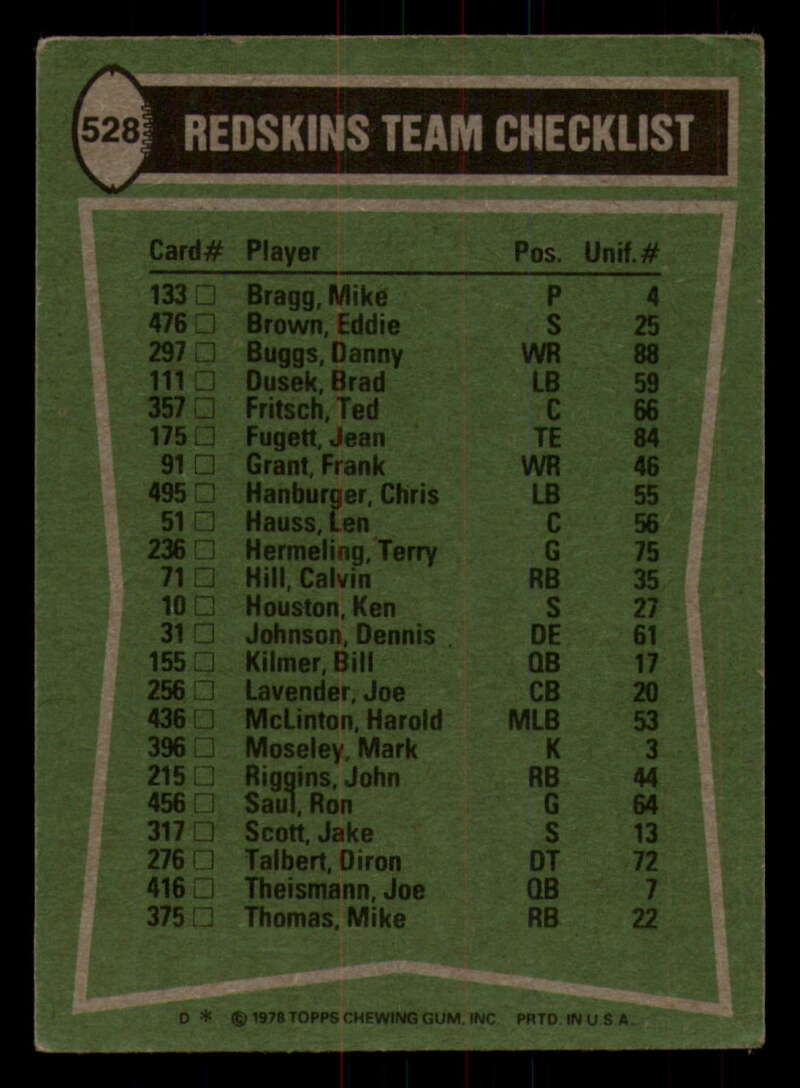 528
REDSKINS TEAM CHECKLIST
Card# Player Pos. Unif.#
133 □ Bragg, Mike P 4
476 □ Brown, Eddie S 25
297 □ Buggs, Danny WR 88
111 □ Dusek, Brad LB 59
357 □ Fritsch, Ted C 66
175 □ Fugett, Jean TE 84
91 □ Grant, Frank WR 46
495 □ Hanburger, Chris LB 55
51 □ Hauss, Len C 56
236 □ Hermeling, Terry G 75
71 □ Hill, Calvin RB 35
10 □ Houston, Ken S 27
31 □ Johnson, Dennis DE 61
155 □ Kilmer, Bill QB 17
256 □ Lavender, Joe CB 20
436 □ McLinton, Harold MLB 53
396 □ Moseley, Mark K 3
215 □ Riggins, John RB 44
456 □ Saul, Ron G 64
317 □ Scott, Jake S 13
276 □ Talbert, Diron DT 72
416 □ Theismann, Joe QB 7
375 □ Thomas, Mike RB 22
D * © 1978 TOPPS CHEWING GUM, INC. PRTD. IN U.S.A.